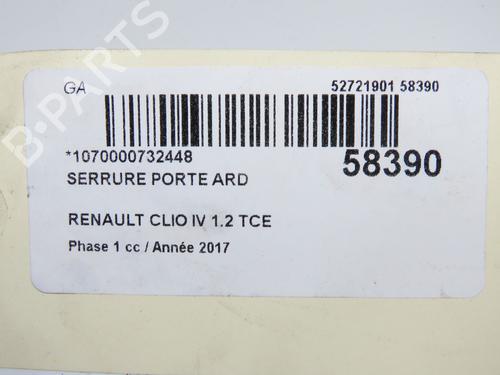 GA
52721901 58390
*1070000732448
58390
SERRURE PORTE ARD
RENAULT CLIO IV 1.2 TCE
Phase 1 cc / Année 2017
B-PARTS